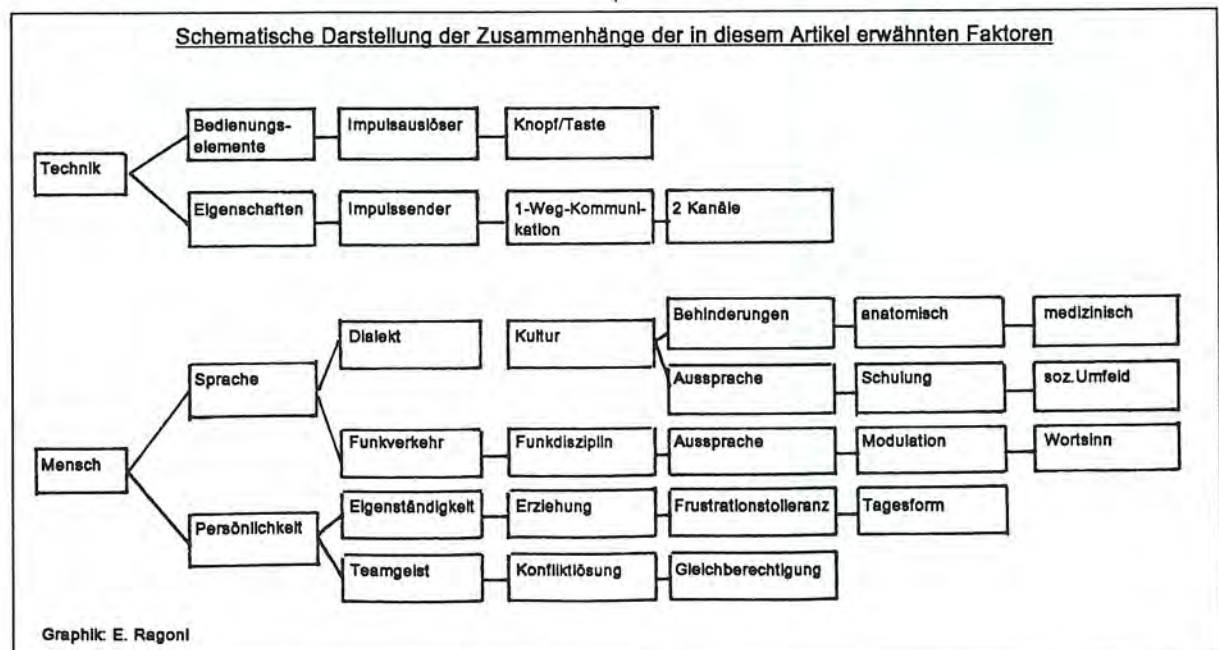 Schematische Darstellung der Zusammenhänge der in diesem Artikel erwähnten Faktoren
Technik
Bedienungs-
elemente
Impulsauslöser
Knopf/Taste
Eigenschaften
Impulssender
1-Weg-Kommuni-
kation
2 Kanäle
Mensch
Sprache
Dialekt
Kultur
Behinderungen
anatomisch
medizinisch
Aussprache
Schulung
soz.Umfeld
Funkverkehr
Funkdisziplin
Aussprache
Modulation
Wortsinn
Persönlichkeit
Eigenständigkeit
Erziehung
Frustrationstolleranz
Tagesform
Teamgeist
Konfliktlösung
Gleichberechtigung
Graphik: E. Ragoni